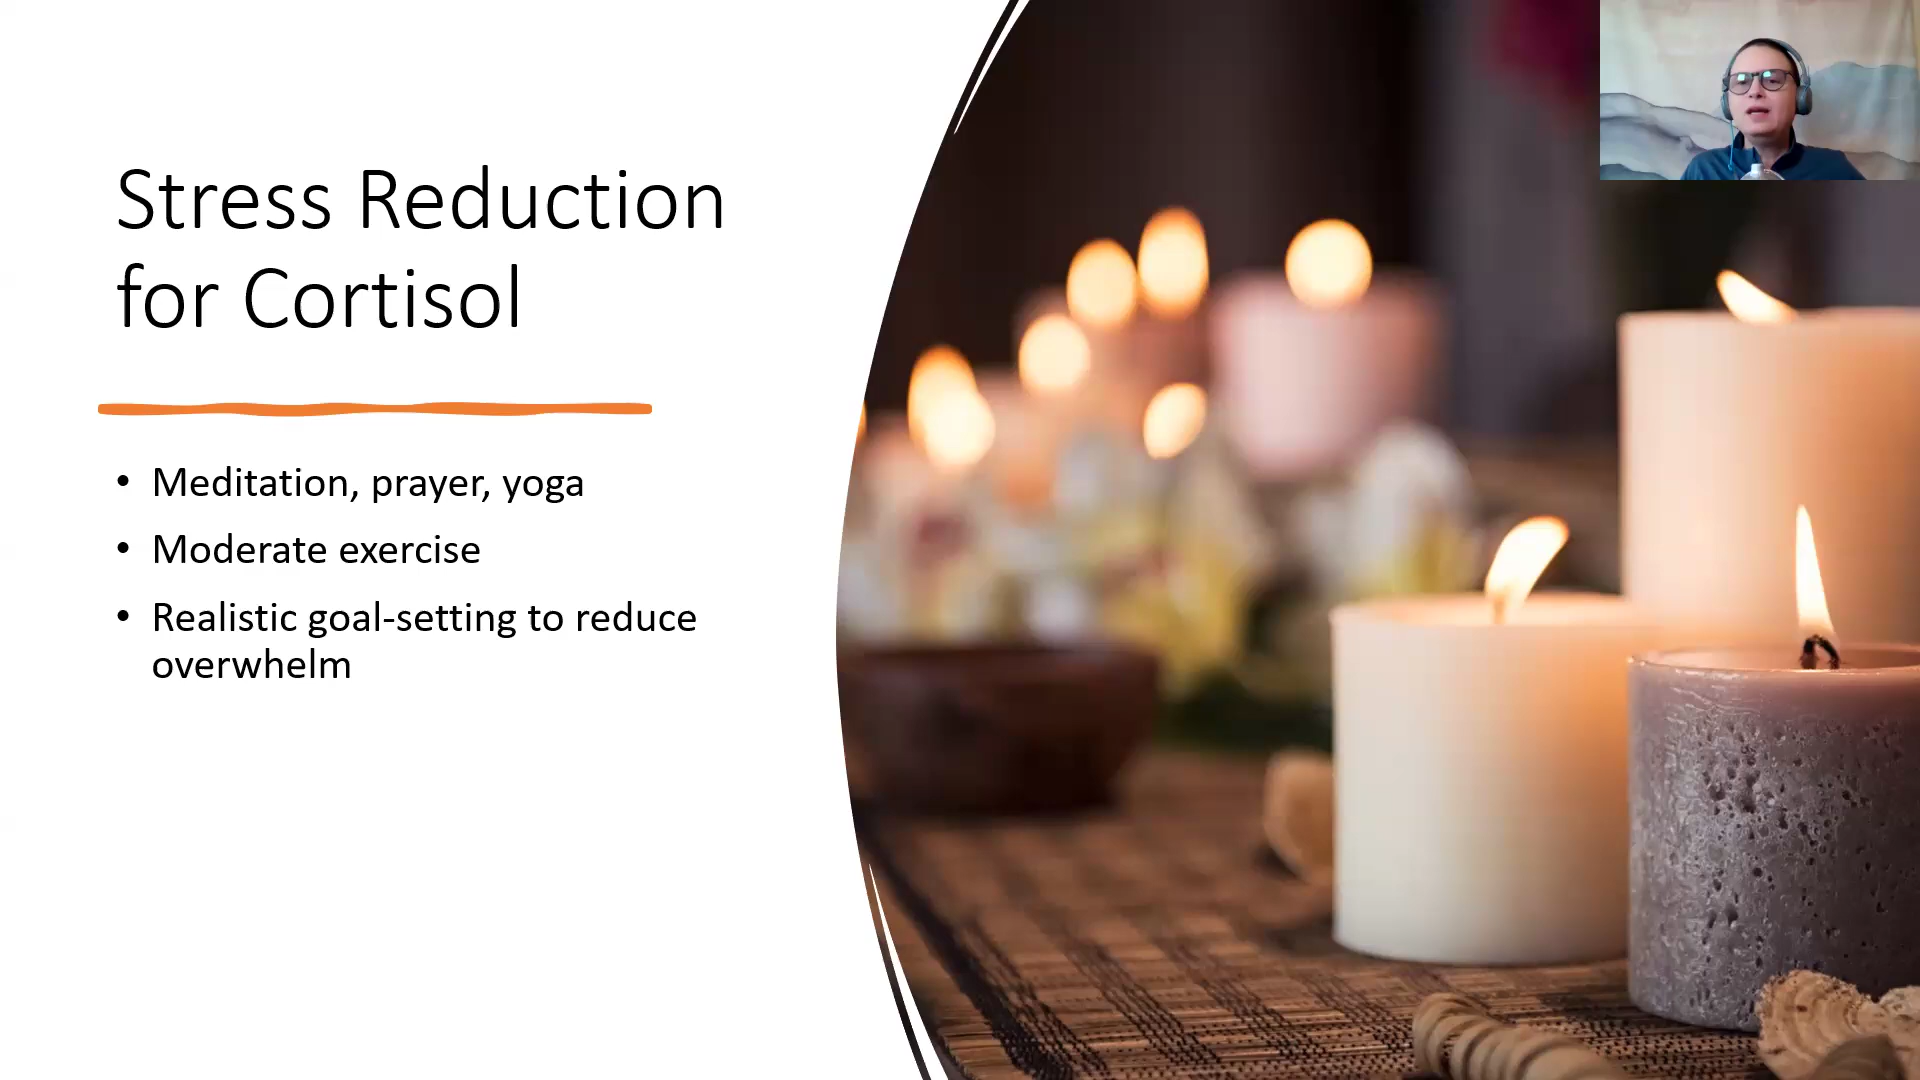 Stress Reduction
for Cortisol
• Meditation, prayer, yoga
• Moderate exercise
• Realistic goal-setting to reduce
overwhelm